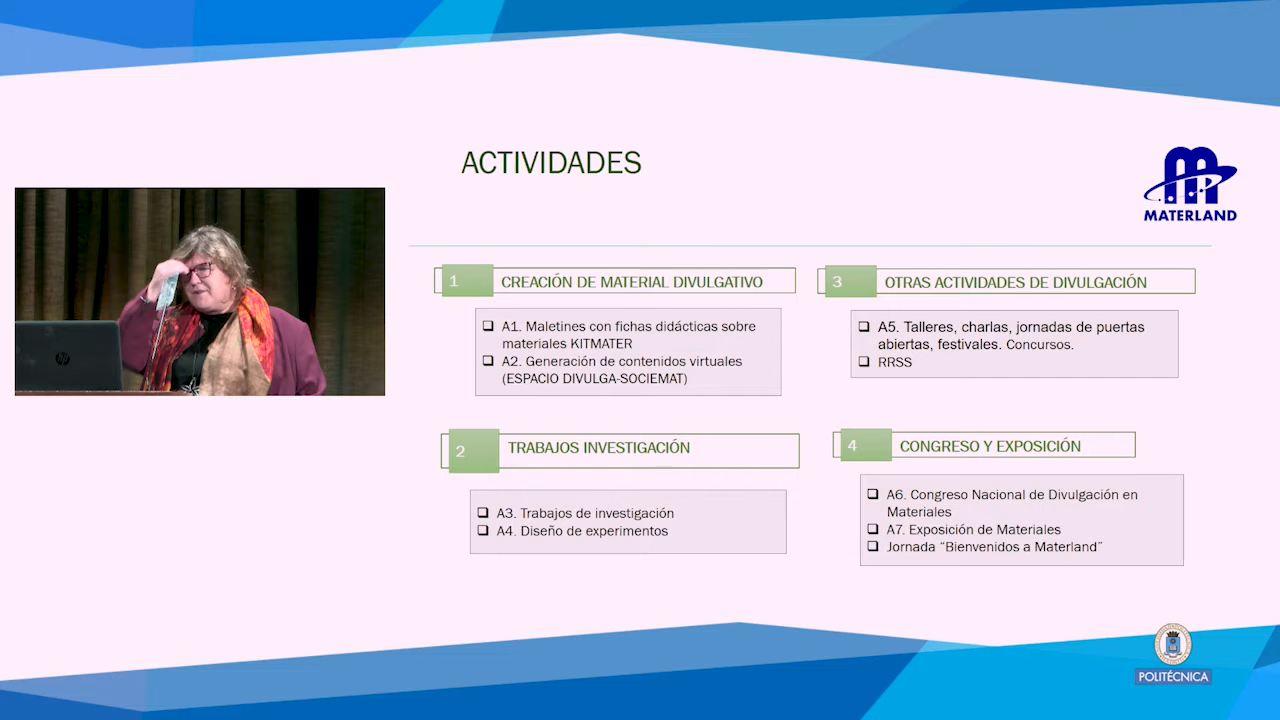 ACTIVIDADES
MATERLAND
1
CREACIÓN DE MATERIAL DIVULGATIVO
A1. Maletines con fichas didácticas sobre
materiales KITMATER
A2. Generación de contenidos virtuales
(ESPACIO DIVULGA-SOCIEMAT)
2
TRABAJOS INVESTIGACIÓN
A3. Trabajos de investigación
A4. Diseño de experimentos
3
OTRAS ACTIVIDADES DE DIVULGACIÓN
A5. Talleres, charlas, jornadas de puertas
abiertas, festivales. Concursos.
RRSS
4
CONGRESO Y EXPOSICIÓN
A6. Congreso Nacional de Divulgación en
Materiales
A7. Exposición de Materiales
Jornada “Bienvenidos a Materland”
POLITÉCNICA